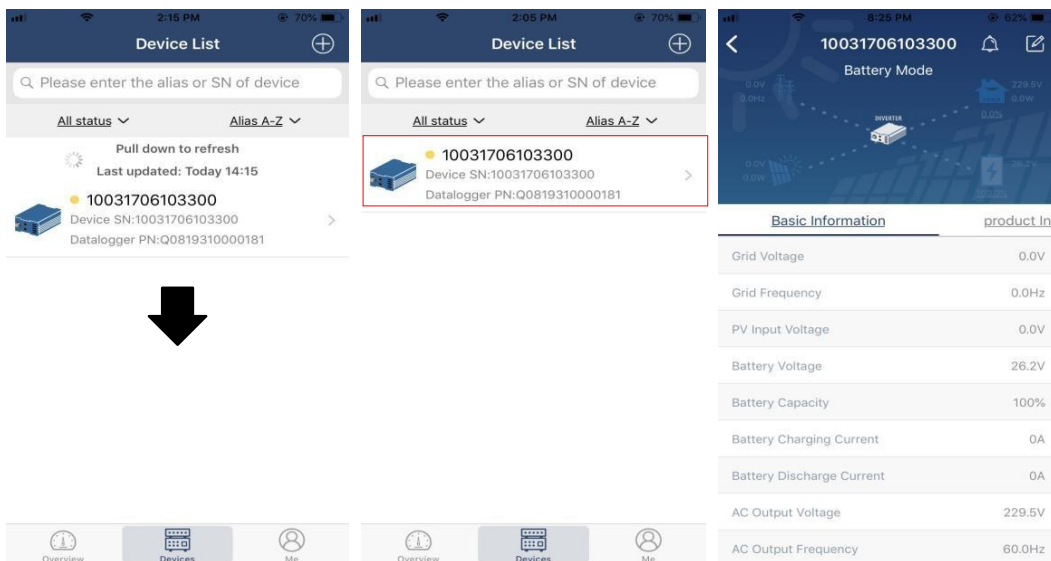 2:15 PM
70%
Device List
Please enter the alias or SN of device
All status
Alias A-Z
Pull down to refresh
Last updated: Today 14:15
10031706103300
Device SN:10031706103300
Datalogger PN:Q0819310000181
Overview
Devices
Me
2:05 PM
70%
Device List
Please enter the alias or SN of device
All status
Alias A-Z
10031706103300
Device SN:10031706103300
Datalogger PN:Q0819310000181
Overview
Devices
Me
8:25 PM
62%
10031706103300
Battery Mode
0.0V
0.0Hz
229.5V
0.0W
0.0%
INVERTER
0.0V
0.0W
26.2V
100.0%
Basic Information
product In
Grid Voltage 0.0V
Grid Frequency 0.0Hz
PV Input Voltage 0.0V
Battery Voltage 26.2V
Battery Capacity 100%
Battery Charging Current 0A
Battery Discharge Current 0A
AC Output Voltage 229.5V
AC Output Frequency 60.0Hz